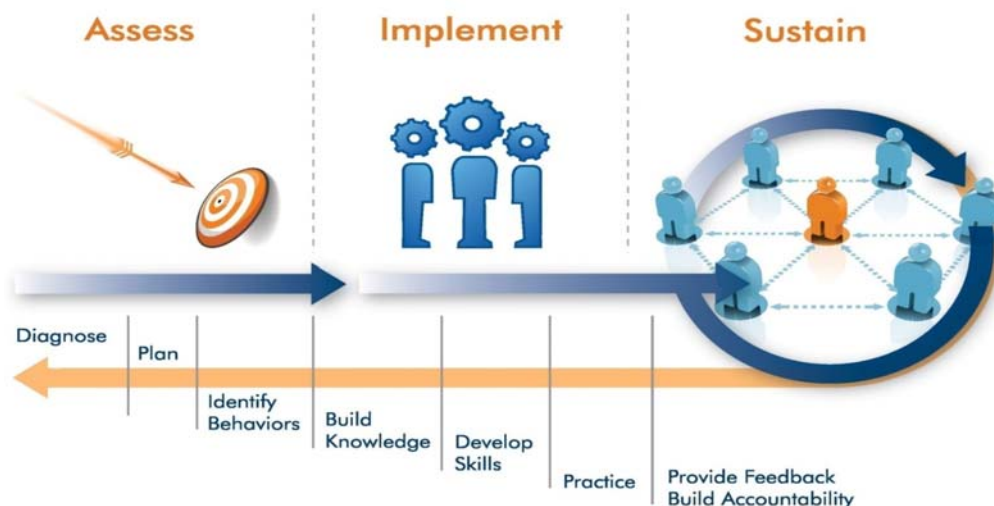 Assess
Implement
Sustain
Diagnose
Plan
Identify
Behaviors
Build
Knowledge
Develop
Skills
Practice
Provide Feedback
Build Accountability